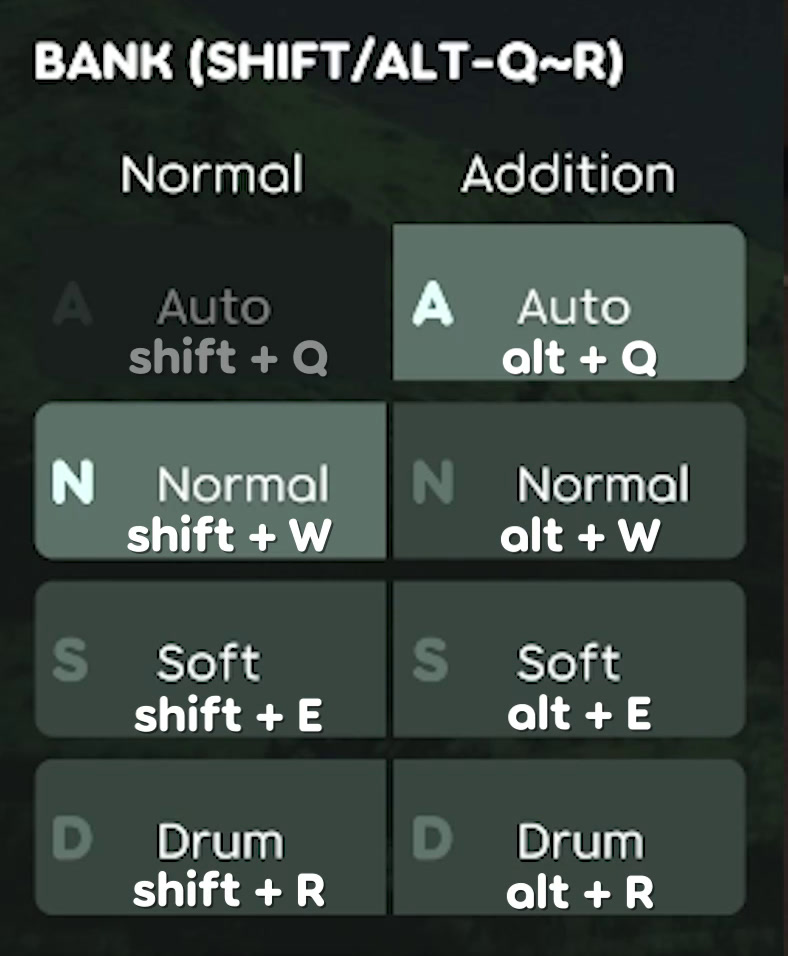 BANK (SHIFT/ALT-Q~R)
Normal Addition
A Auto
shift + Q
A Auto
alt + Q
N Normal
shift + W
N Normal
alt + W
S Soft
shift + E
S Soft
alt + E
D Drum
shift + R
D Drum
alt + R